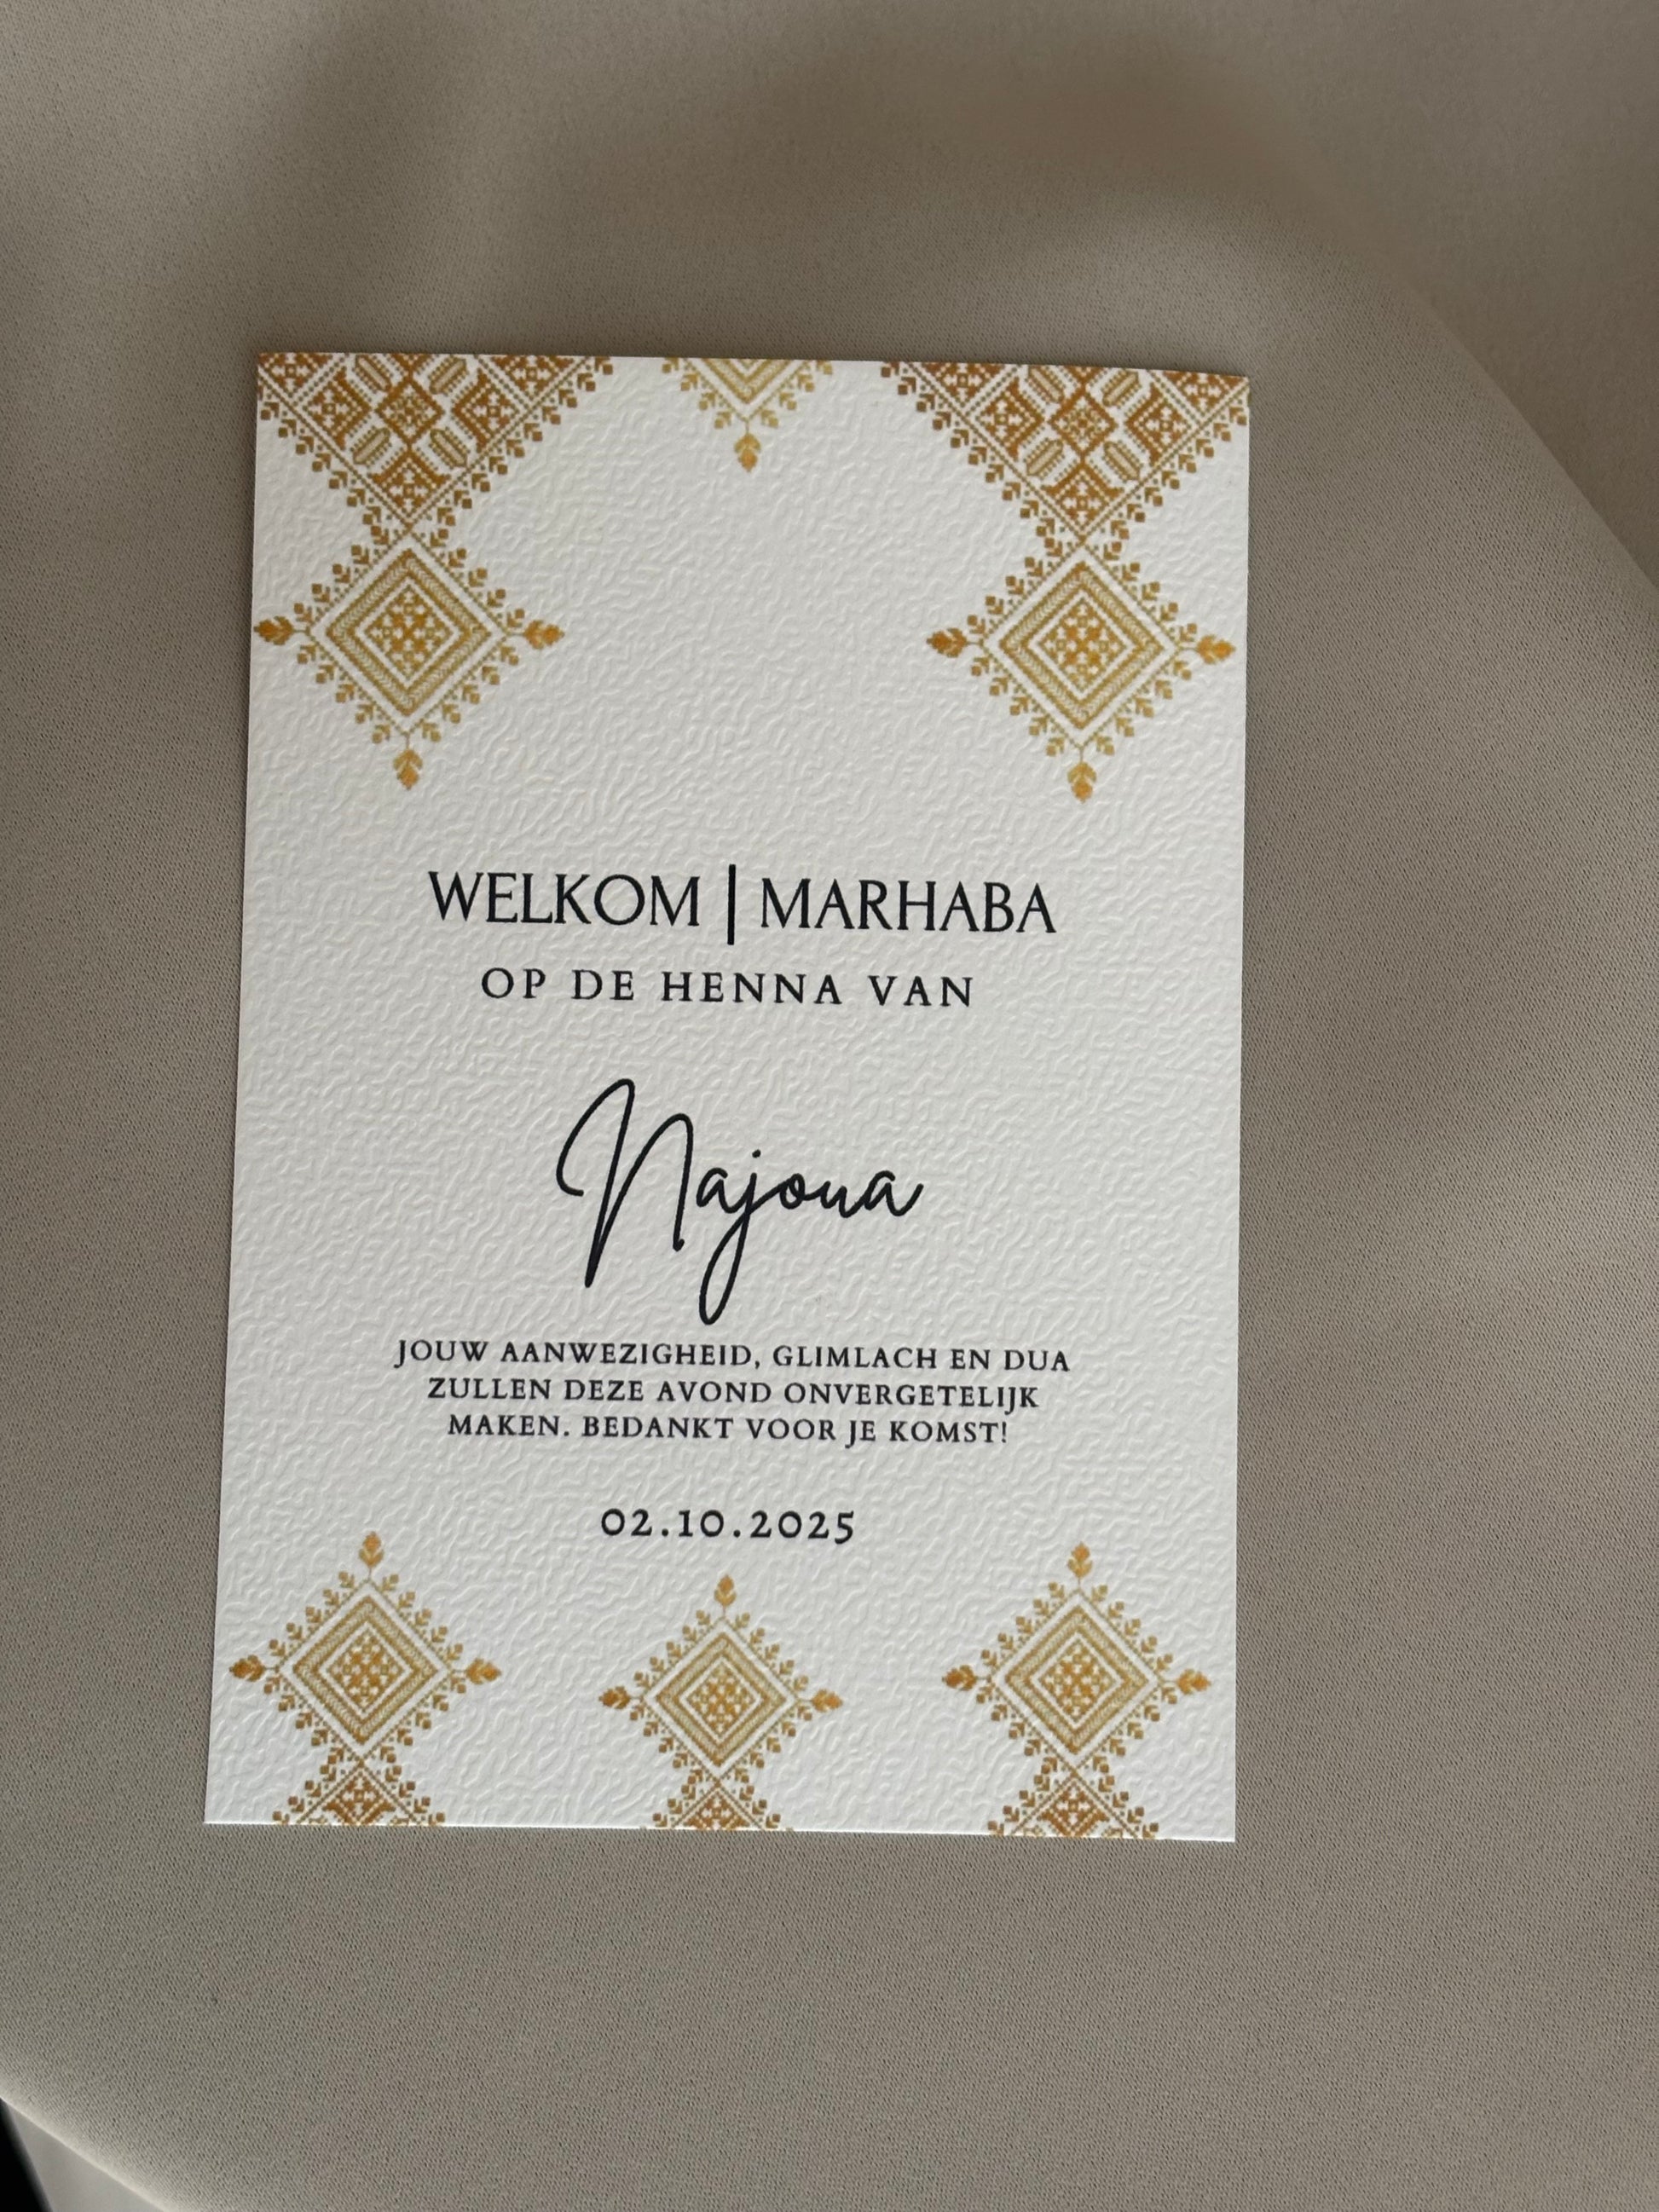 WELKOM | MARHABA
OP DE HENNA VAN
Najoua
JOUW AANWEZIGHEID, GLIMLACH EN DUA
ZULLEN DEZE AVOND ONVERGETELIJK
MAKEN. BEDANKT VOOR JE KOMST!
02.10.2025